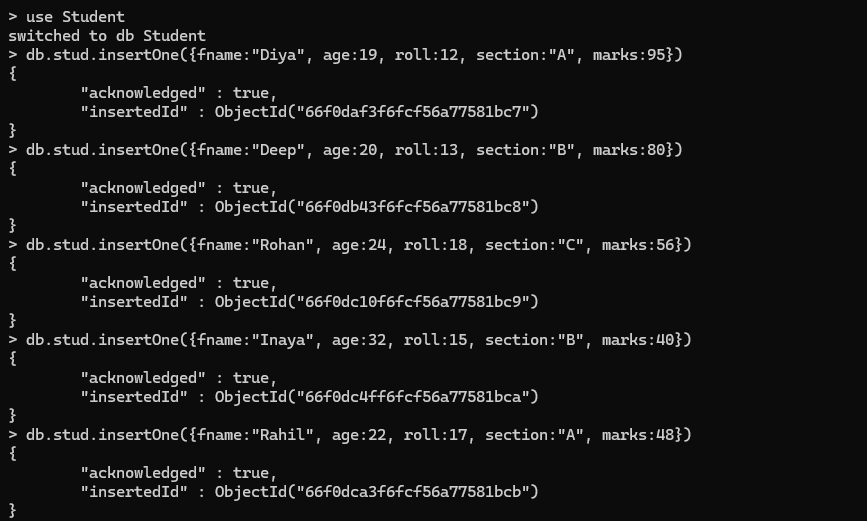 > use Student
switched to db Student
> db.stud.insertOne({fname:"Diya", age:19, roll:12, section:"A", marks:95})
{
        "acknowledged" : true,
        "insertedId" : ObjectId("66f0daf3f6fcf56a77581bc7")
}
> db.stud.insertOne({fname:"Deep", age:20, roll:13, section:"B", marks:80})
{
        "acknowledged" : true,
        "insertedId" : ObjectId("66f0db43f6fcf56a77581bc8")
}
> db.stud.insertOne({fname:"Rohan", age:24, roll:18, section:"C", marks:56})
{
        "acknowledged" : true,
        "insertedId" : ObjectId("66f0dc10f6fcf56a77581bc9")
}
> db.stud.insertOne({fname:"Inaya", age:32, roll:15, section:"B", marks:40})
{
        "acknowledged" : true,
        "insertedId" : ObjectId("66f0dc4ff6fcf56a77581bca")
}
> db.stud.insertOne({fname:"Rahil", age:22, roll:17, section:"A", marks:48})
{
        "acknowledged" : true,
        "insertedId" : ObjectId("66f0dca3f6fcf56a77581bcb")
}